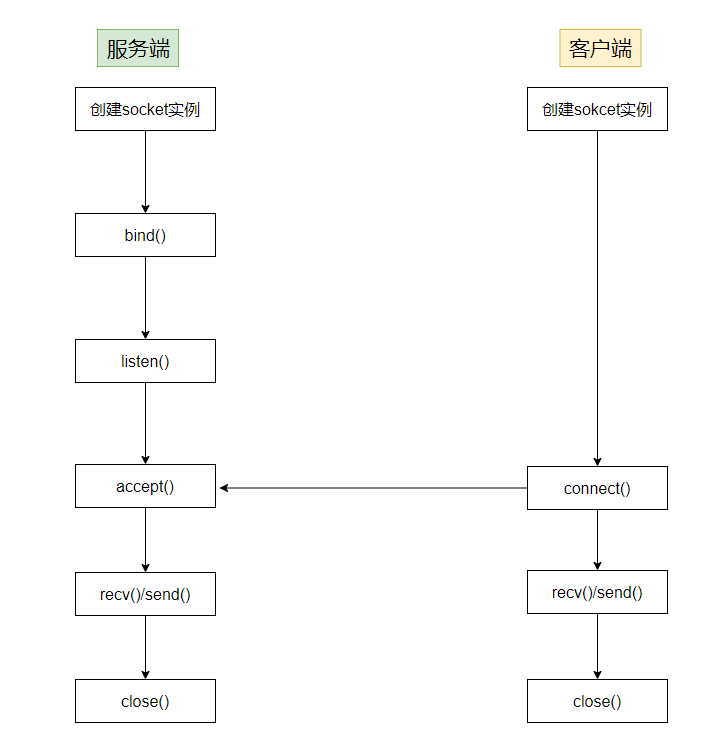 服务端
客户端
创建socket实例
创建sokcet实例
bind()
listen()
accept()
connect()
recv()/send()
recv()/send()
close()
close()